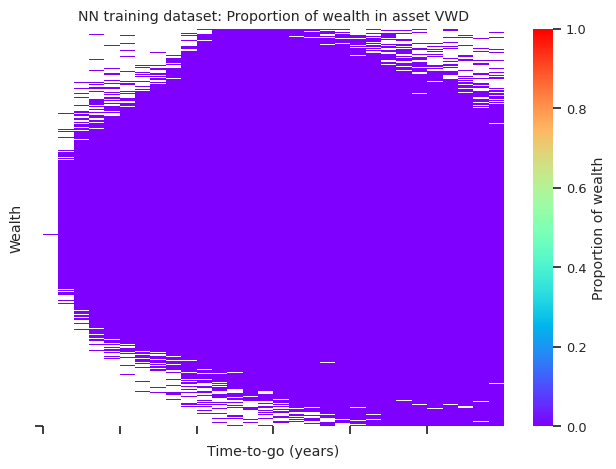 NN training dataset: Proportion of wealth in asset VWD
Wealth
Time-to-go (years)
1.0
0.8
0.6
0.4
0.2
0.0
Proportion of wealth